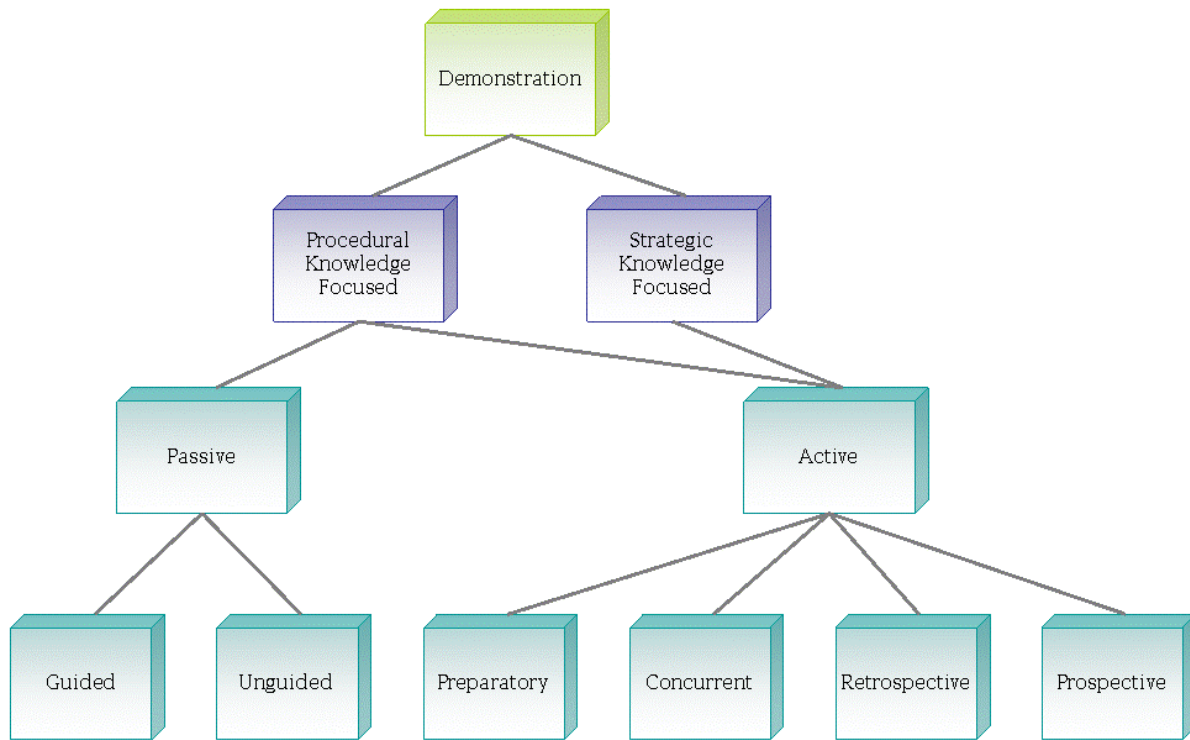 Demonstration
Procedural
Knowledge
Focused
Strategic
Knowledge
Focused
Passive
Active
Guided
Unguided
Preparatory
Concurrent
Retrospective
Prospective